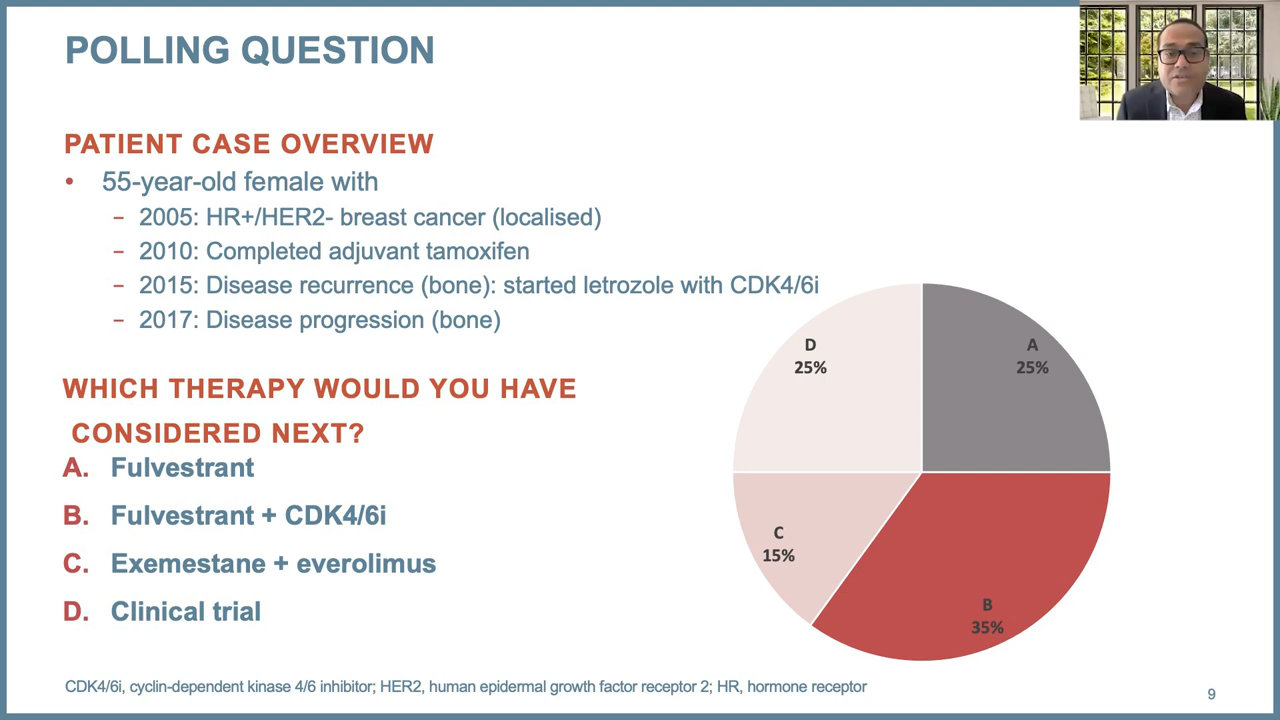 POLLING QUESTION
PATIENT CASE OVERVIEW
• 55-year-old female with
– 2005: HR+/HER2- breast cancer (localised)
– 2010: Completed adjuvant tamoxifen
– 2015: Disease recurrence (bone): started letrozole with CDK4/6i
– 2017: Disease progression (bone)
WHICH THERAPY WOULD YOU HAVE
CONSIDERED NEXT?
A. Fulvestrant
B. Fulvestrant + CDK4/6i
C. Exemestane + everolimus
D. Clinical trial
D
25%
A
25%
C
15%
B
35%
CDK4/6i, cyclin-dependent kinase 4/6 inhibitor; HER2, human epidermal growth factor receptor 2; HR, hormone receptor
9